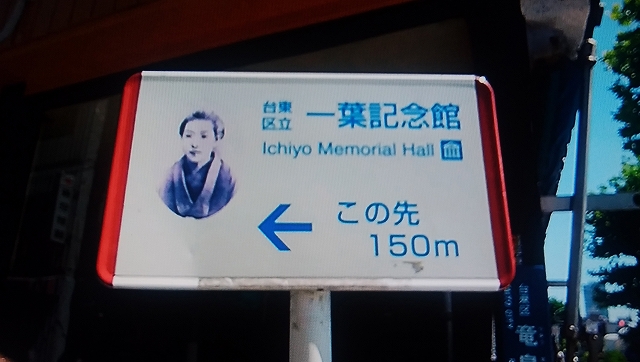 台東
区立
一葉記念館
Ichiyo Memorial Hall
この先
150m